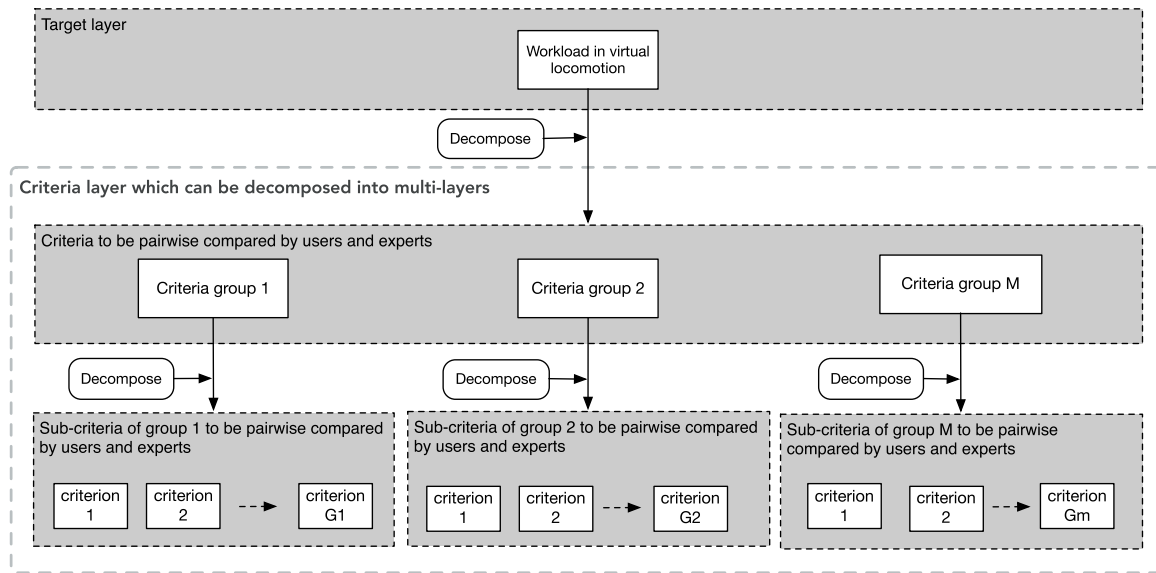 Target layer
Workload in virtual
locomotion
Decompose
Criteria layer which can be decomposed into multi-layers
Criteria to be pairwise compared by users and experts
Criteria group 1
Criteria group 2
Criteria group M
Decompose
Decompose
Decompose
Sub-criteria of group 1 to be pairwise compared
by users and experts
criterion
1
criterion
2
criterion
G1
Sub-criteria of group 2 to be pairwise compared
by users and experts
criterion
1
criterion
2
criterion
G2
Sub-criteria of group M to be pairwise
compared by users and experts
criterion
1
criterion
2
criterion
Gm